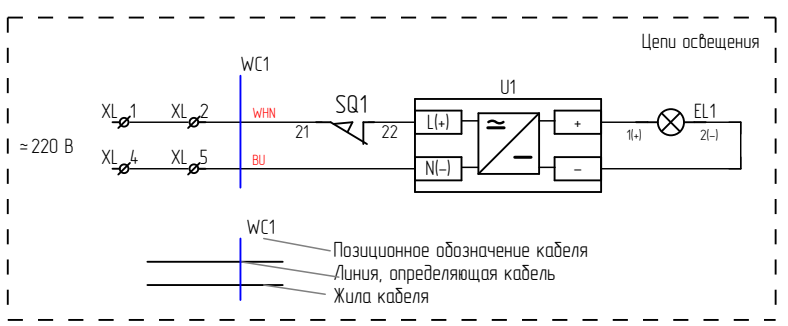 Цепи освещения
WC1
U1
XL 1 XL 2 WHN SQ1 L(+) + EL1
21 22 1(+) 2(-)
≃220 В
XL 4 XL 5 BU N(-) -
WC1
Позиционное обозначение кабеля
Линия, определяющая кабель
Жила кабеля